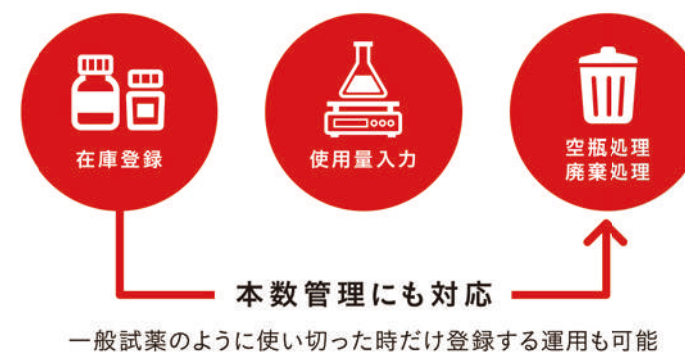 在庫登録
使用量入力
空瓶処理
廃棄処理
本数管理にも対応
一般試薬のように使い切った時だけ登録する運用も可能